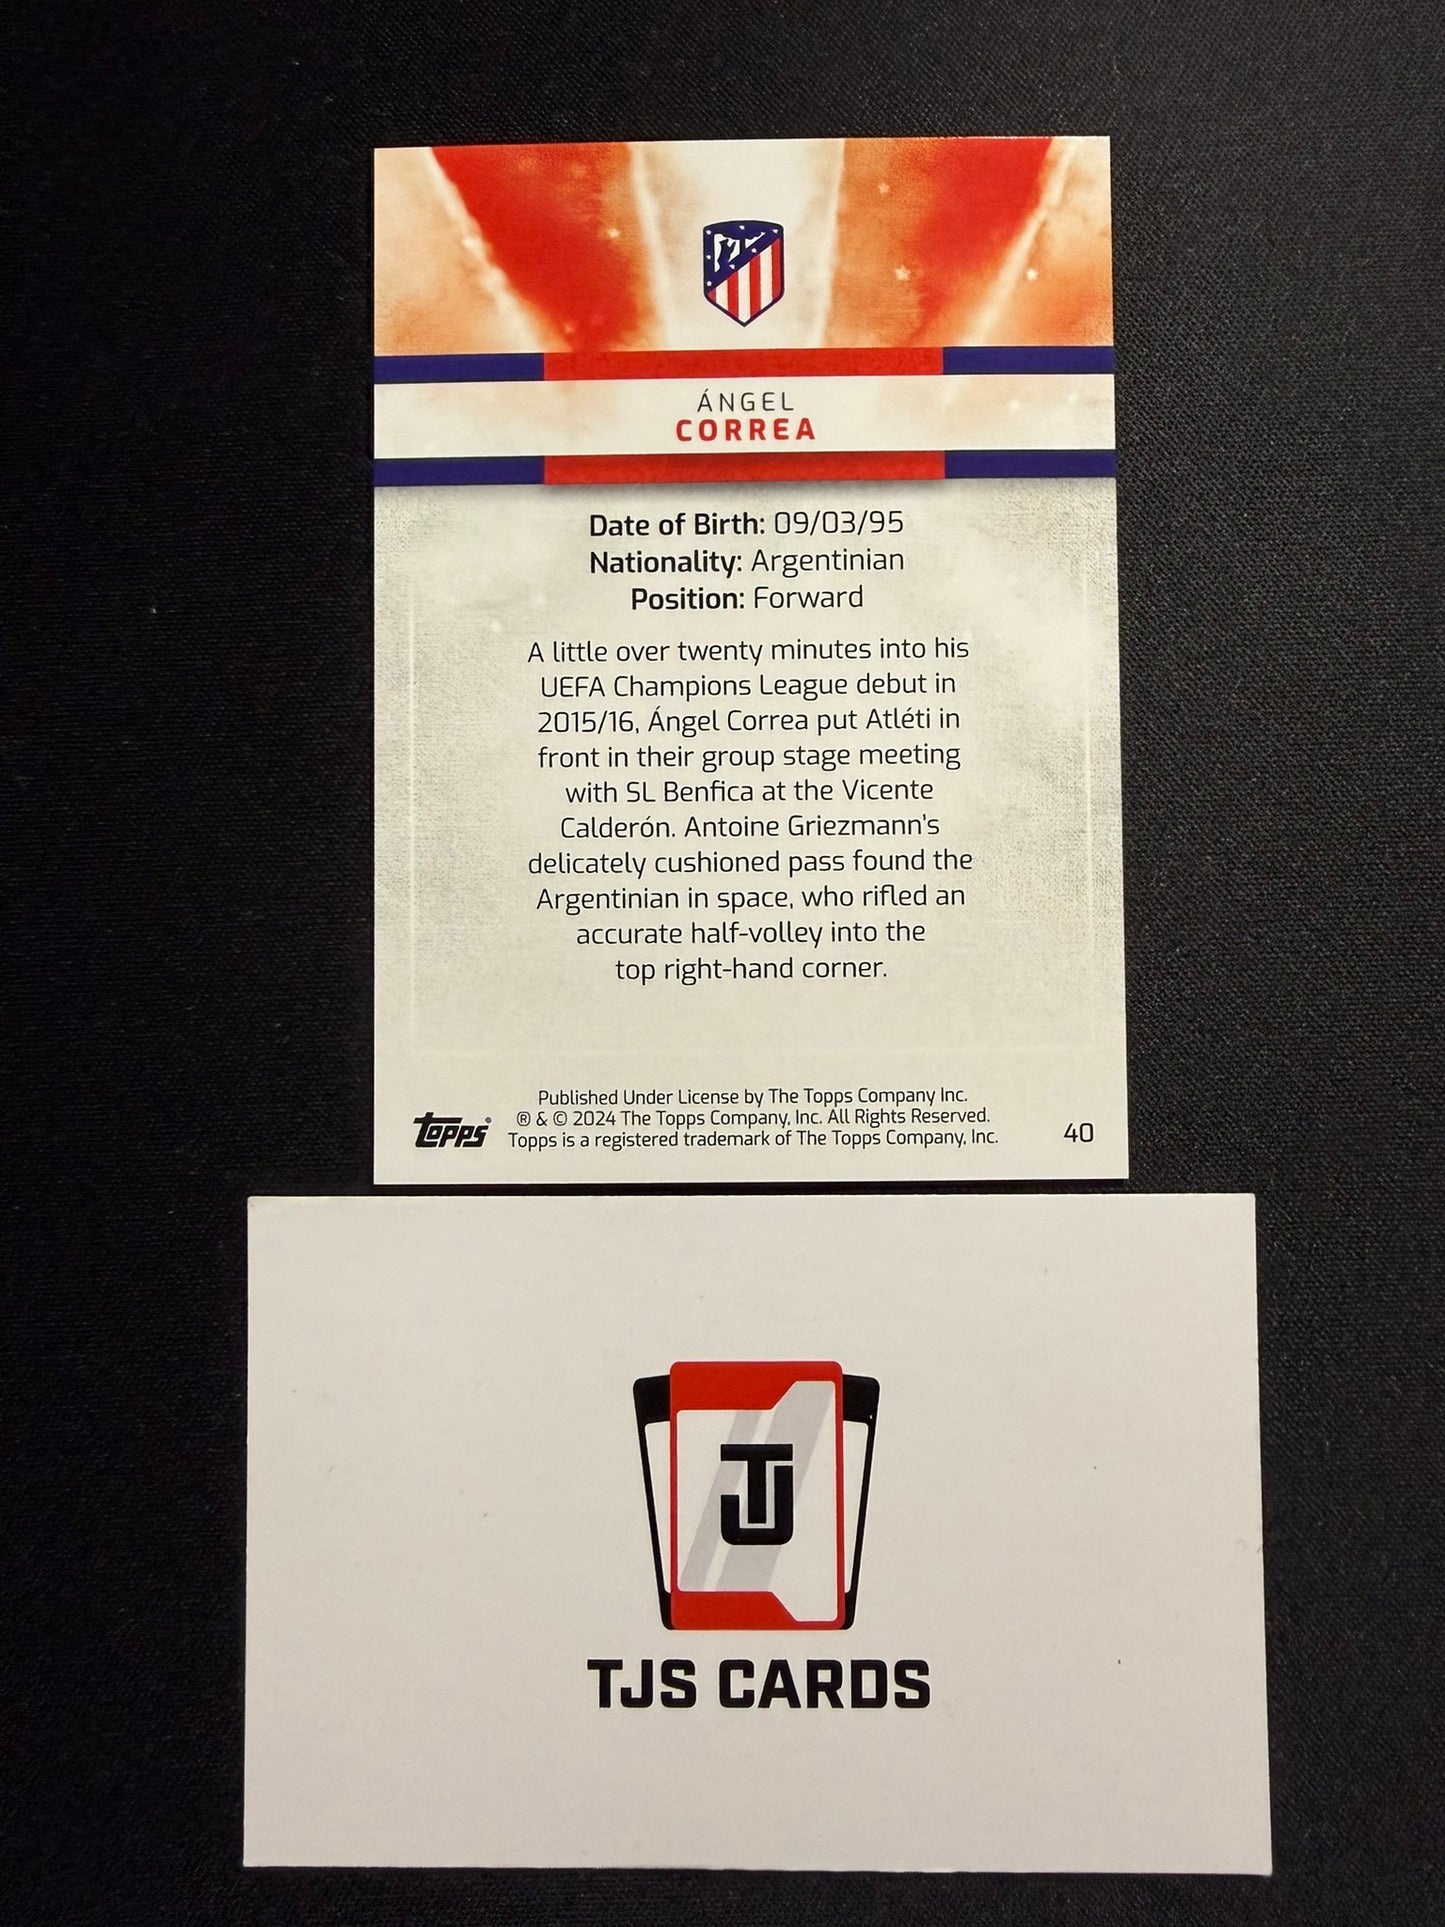 ÁNGEL
CORREA
Date of Birth: 09/03/95
Nationality: Argentinian
Position: Forward
A little over twenty minutes into his
UEFA Champions League debut in
2015/16, Ángel Correa put Atléti in
front in their group stage meeting
with SL Benfica at the Vicente
Calderón. Antoine Griezmann's
delicately cushioned pass found the
Argentinian in space, who rifled an
accurate half-volley into the
top right-hand corner.
Published Under License by The Topps Company Inc.
® & © 2024 The Topps Company, Inc. All Rights Reserved.
Topps is a registered trademark of The Topps Company, Inc.
Topps®
40
TJ
TJS CARDS